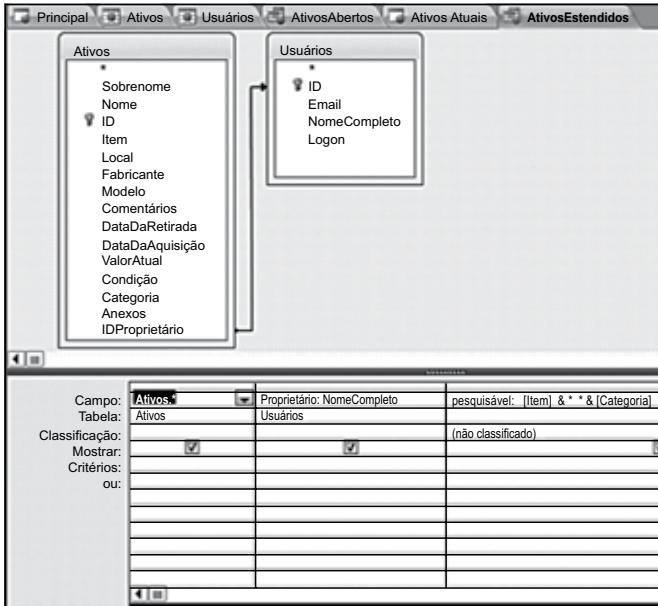 Principal Ativos Usuários AtivosAbertos Ativos Atuais AtivosEstendidos
Ativos
*
Sobrenome
Nome
ID
Item
Local
Fabricante
Modelo
Comentários
DataDaRetirada
DataDaAquisição
ValorAtual
Condição
Categoria
Anexos
IDProprietário
Usuários
*
ID
Email
NomeCompleto
Logon
Campo: Ativos.* Proprietário: NomeCompleto pesquisável: [Item] & * * & [Categoria]
Tabela: Ativos Usuários
Classificação: (não classificado)
Mostrar:
Critérios:
ou: